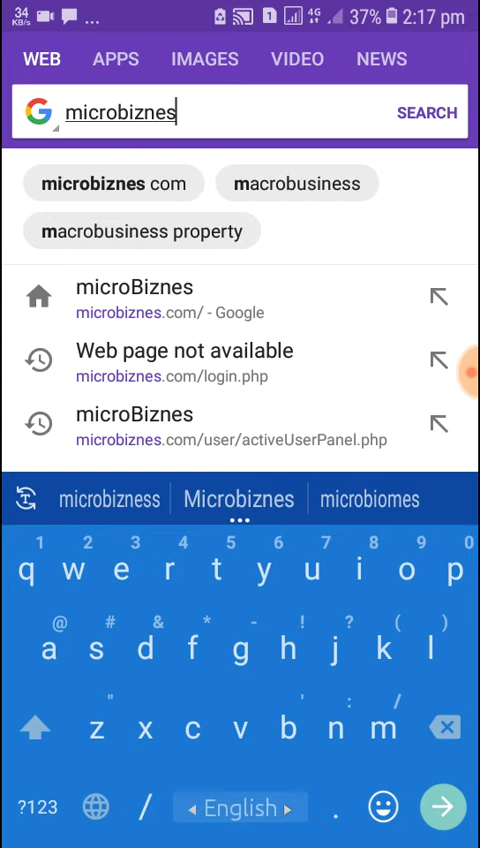 34 KB/s ... 1 4G 37% 2:17 pm
WEB APPS IMAGES VIDEO NEWS
microbiznes SEARCH
microbiznes com macrobusiness
macrobusiness property
microBiznes
microbiznes.com/ - Google
Web page not available
microbiznes.com/login.php
microBiznes
microbiznes.com/user/activeUserPanel.php
microbizness Microbiznes microbiomes
1 2 3 4 5 6 7 8 9 0
q w e r t y u i o p
@ # & * - ! ? ( )
a s d f g h j k l
" ' : /
z x c v b n m
?123 / English .